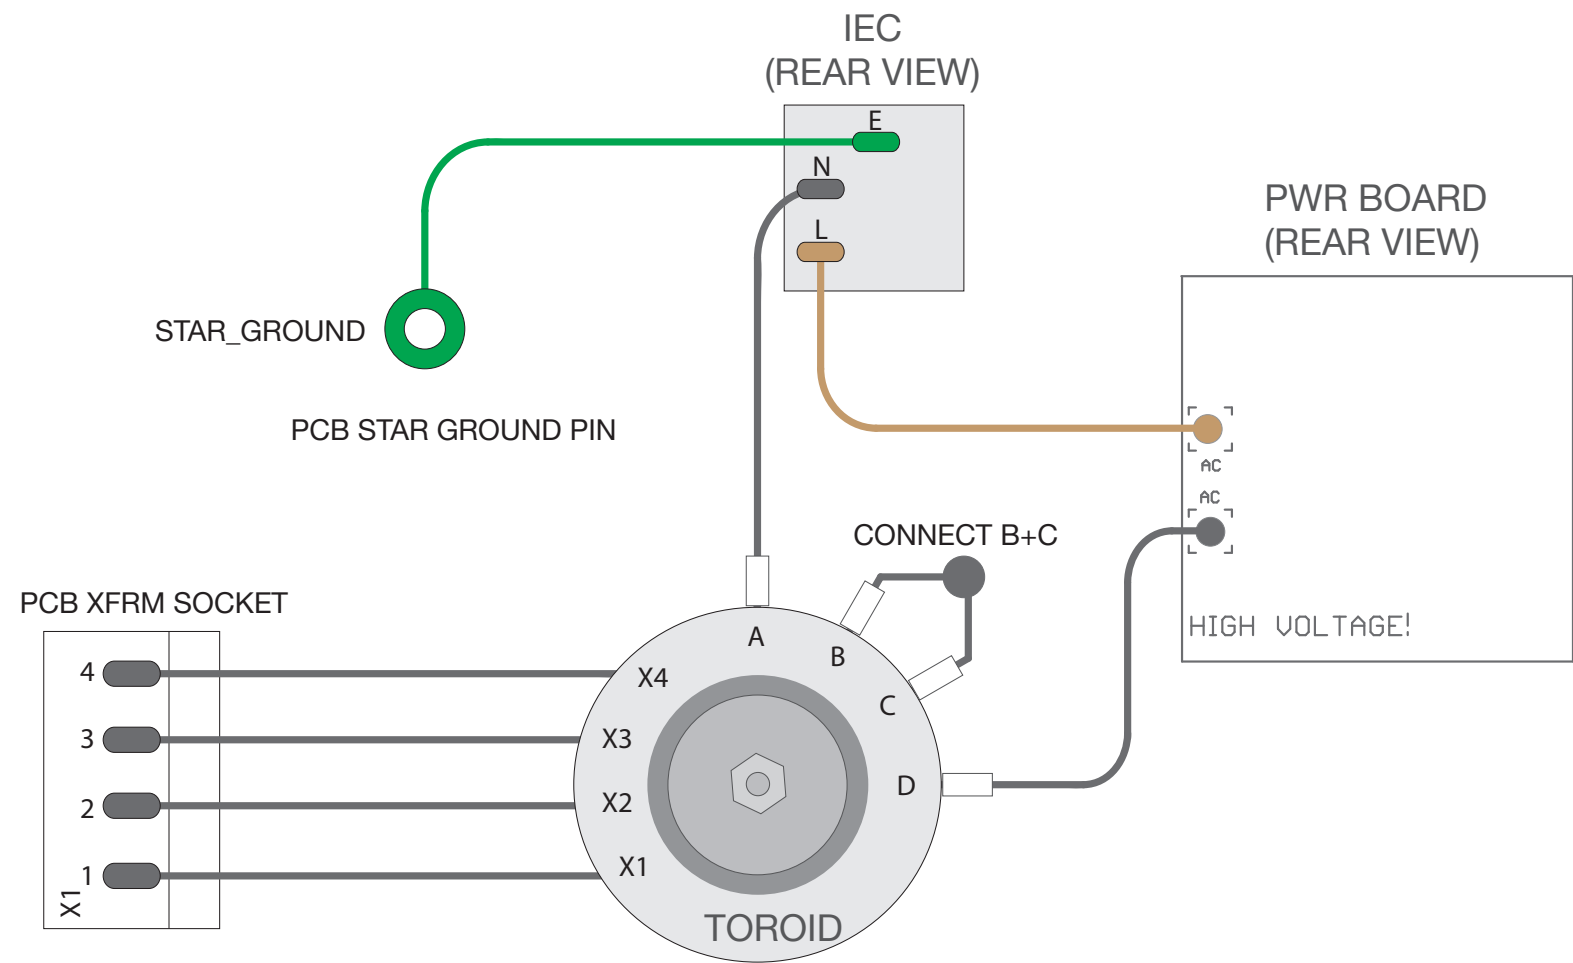 IEC
(REAR VIEW)
E
N
L
PWR BOARD
(REAR VIEW)
STAR_GROUND
PCB STAR GROUND PIN
AC
AC
CONNECT B+C
HIGH VOLTAGE!
PCB XFRM SOCKET
4
3
2
1
X1
A
B
C
D
X4
X3
X2
X1
TOROID